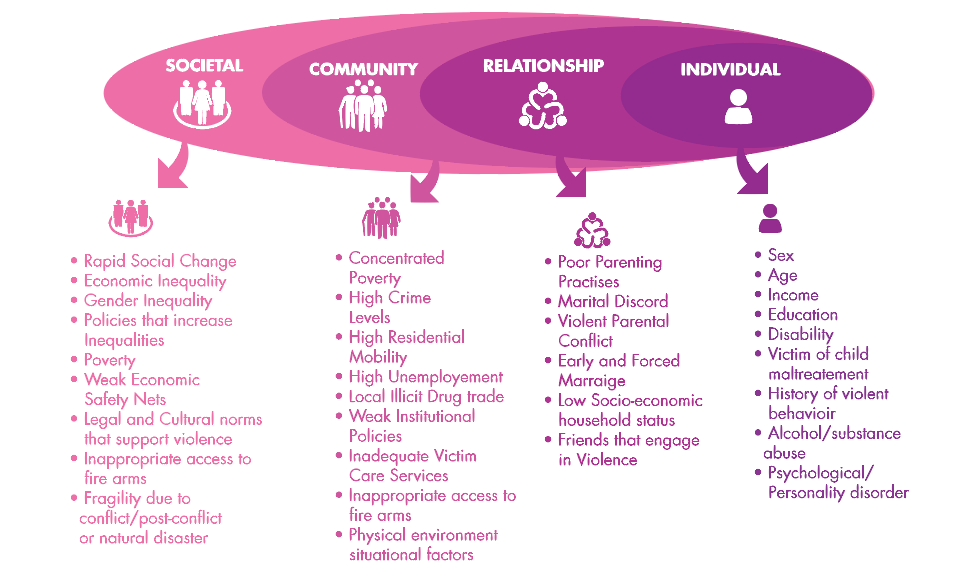 SOCIETAL
COMMUNITY
RELATIONSHIP
INDIVIDUAL
• Rapid Social Change
• Economic Inequality
• Gender Inequality
• Policies that increase
Inequalities
• Poverty
• Weak Economic
Safety Nets
• Legal and Cultural norms
that support violence
• Inappropriate access to
fire arms
• Fragility due to
conflict/post-conflict
or natural disaster
• Concentrated
Poverty
• High Crime
Levels
• High Residential
Mobility
• High Unemployement
• Local Illicit Drug trade
• Weak Institutional
Policies
• Inadequate Victim
Care Services
• Inappropriate access to
fire arms
• Physical environment
situational factors
• Poor Parenting
Practises
• Marital Discord
• Violent Parental
Conflict
• Early and Forced
Marraige
• Low Socio-economic
household status
• Friends that engage
in Violence
• Sex
• Age
• Income
• Education
• Disability
• Victim of child
maltreatement
• History of violent
behavioir
• Alcohol/substance
abuse
• Psychological/
Personality disorder